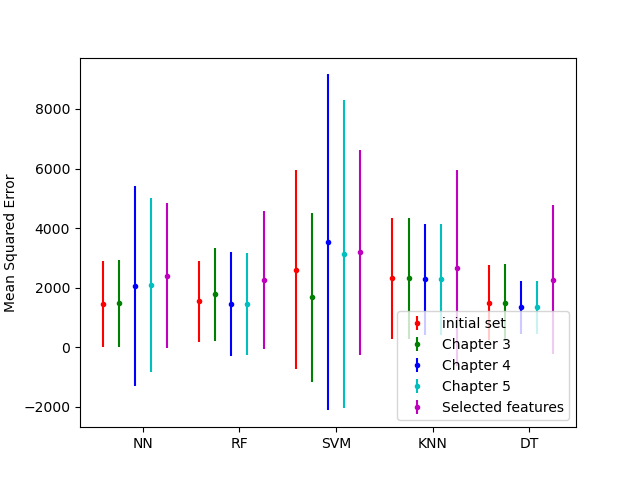 Mean Squared Error
8000
6000
4000
2000
0
−2000
NN RF SVM KNN DT
initial set
Chapter 3
Chapter 4
Chapter 5
Selected features